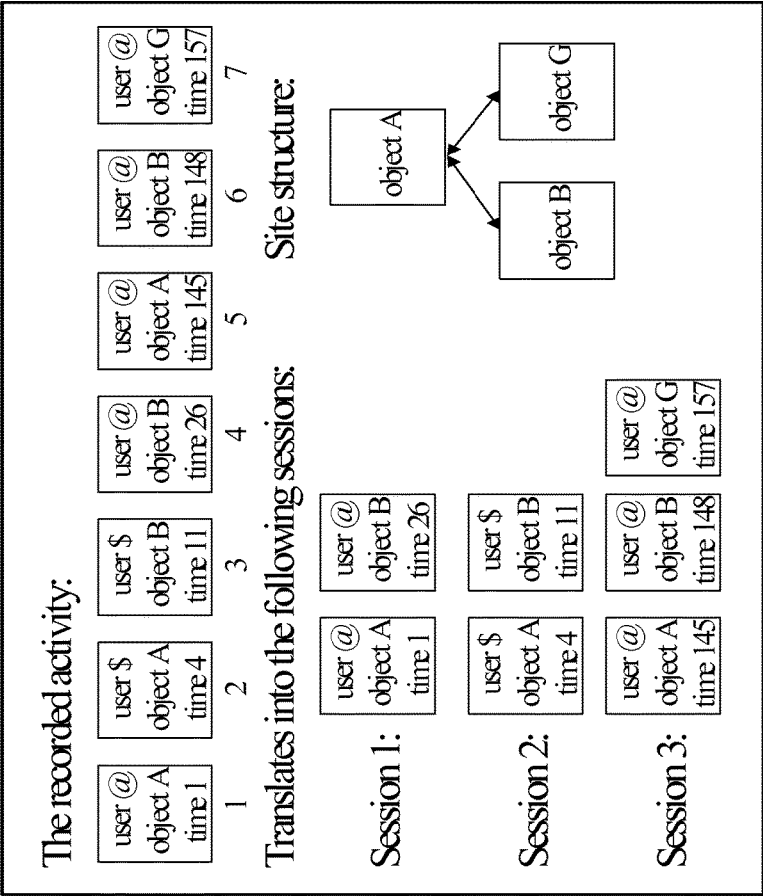 The recorded activity:
user @
object A
time 1
user $
object A
time 4
user $
object B
time 11
user @
object B
time 26
user @
object A
time 145
user @
object B
time 148
user @
object G
time 157
1 2 3 4 5 6 7
Translates into the following sessions:
Session 1:
user @
object A
time 1
user @
object B
time 26
Session 2:
user $
object A
time 4
user $
object B
time 11
Session 3:
user @
object A
time 145
user @
object B
time 148
user @
object G
time 157
Site structure:
object A
object B
object G